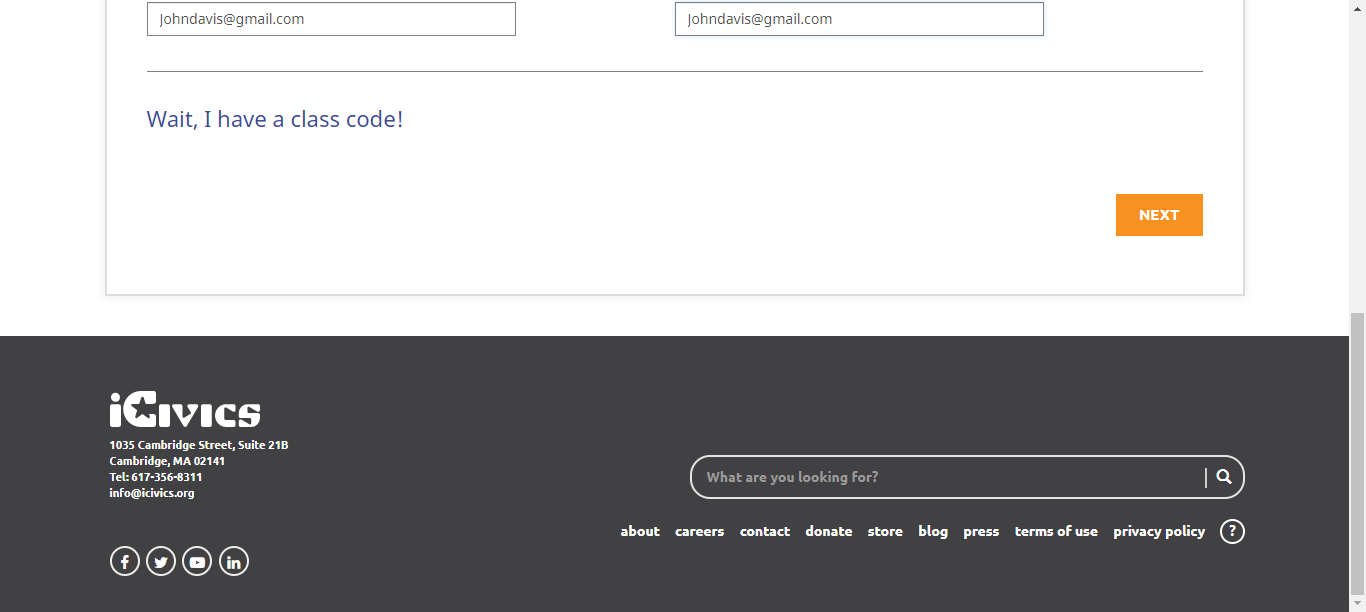 Johndavis@gmail.com Johndavis@gmail.com
Wait, I have a class code!
NEXT
iCivics
1035 Cambridge Street, Suite 21B
Cambridge, MA 02141
Tel: 617-356-8311
info@icivics.org
What are you looking for?
about careers contact donate store blog press terms of use privacy policy ?